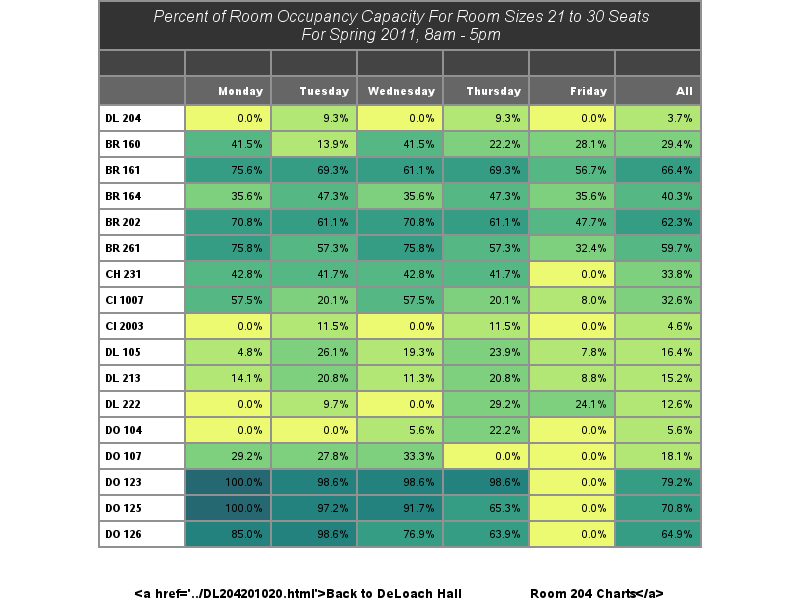 Percent of Room Occupancy Capacity For Room Sizes 21 to 30 Seats
For Spring 2011, 8am - 5pm
Monday Tuesday Wednesday Thursday Friday All
DL 204 0.0% 9.3% 0.0% 9.3% 0.0% 3.7%
BR 160 41.5% 13.9% 41.5% 22.2% 28.1% 29.4%
BR 161 75.6% 69.3% 61.1% 69.3% 56.7% 66.4%
BR 164 35.6% 47.3% 35.6% 47.3% 35.6% 40.3%
BR 202 70.8% 61.1% 70.8% 61.1% 47.7% 62.3%
BR 261 75.8% 57.3% 75.8% 57.3% 32.4% 59.7%
CH 231 42.8% 41.7% 42.8% 41.7% 0.0% 33.8%
CI 1007 57.5% 20.1% 57.5% 20.1% 8.0% 32.6%
CI 2003 0.0% 11.5% 0.0% 11.5% 0.0% 4.6%
DL 105 4.8% 26.1% 19.3% 23.9% 7.8% 16.4%
DL 213 14.1% 20.8% 11.3% 20.8% 8.8% 15.2%
DL 222 0.0% 9.7% 0.0% 29.2% 24.1% 12.6%
DO 104 0.0% 0.0% 5.6% 22.2% 0.0% 5.6%
DO 107 29.2% 27.8% 33.3% 0.0% 0.0% 18.1%
DO 123 100.0% 98.6% 98.6% 98.6% 0.0% 79.2%
DO 125 100.0% 97.2% 91.7% 65.3% 0.0% 70.8%
DO 126 85.0% 98.6% 76.9% 63.9% 0.0% 64.9%
<a href='../DL204201020.html'>Back to DeLoach Hall Room 204 Charts</a>